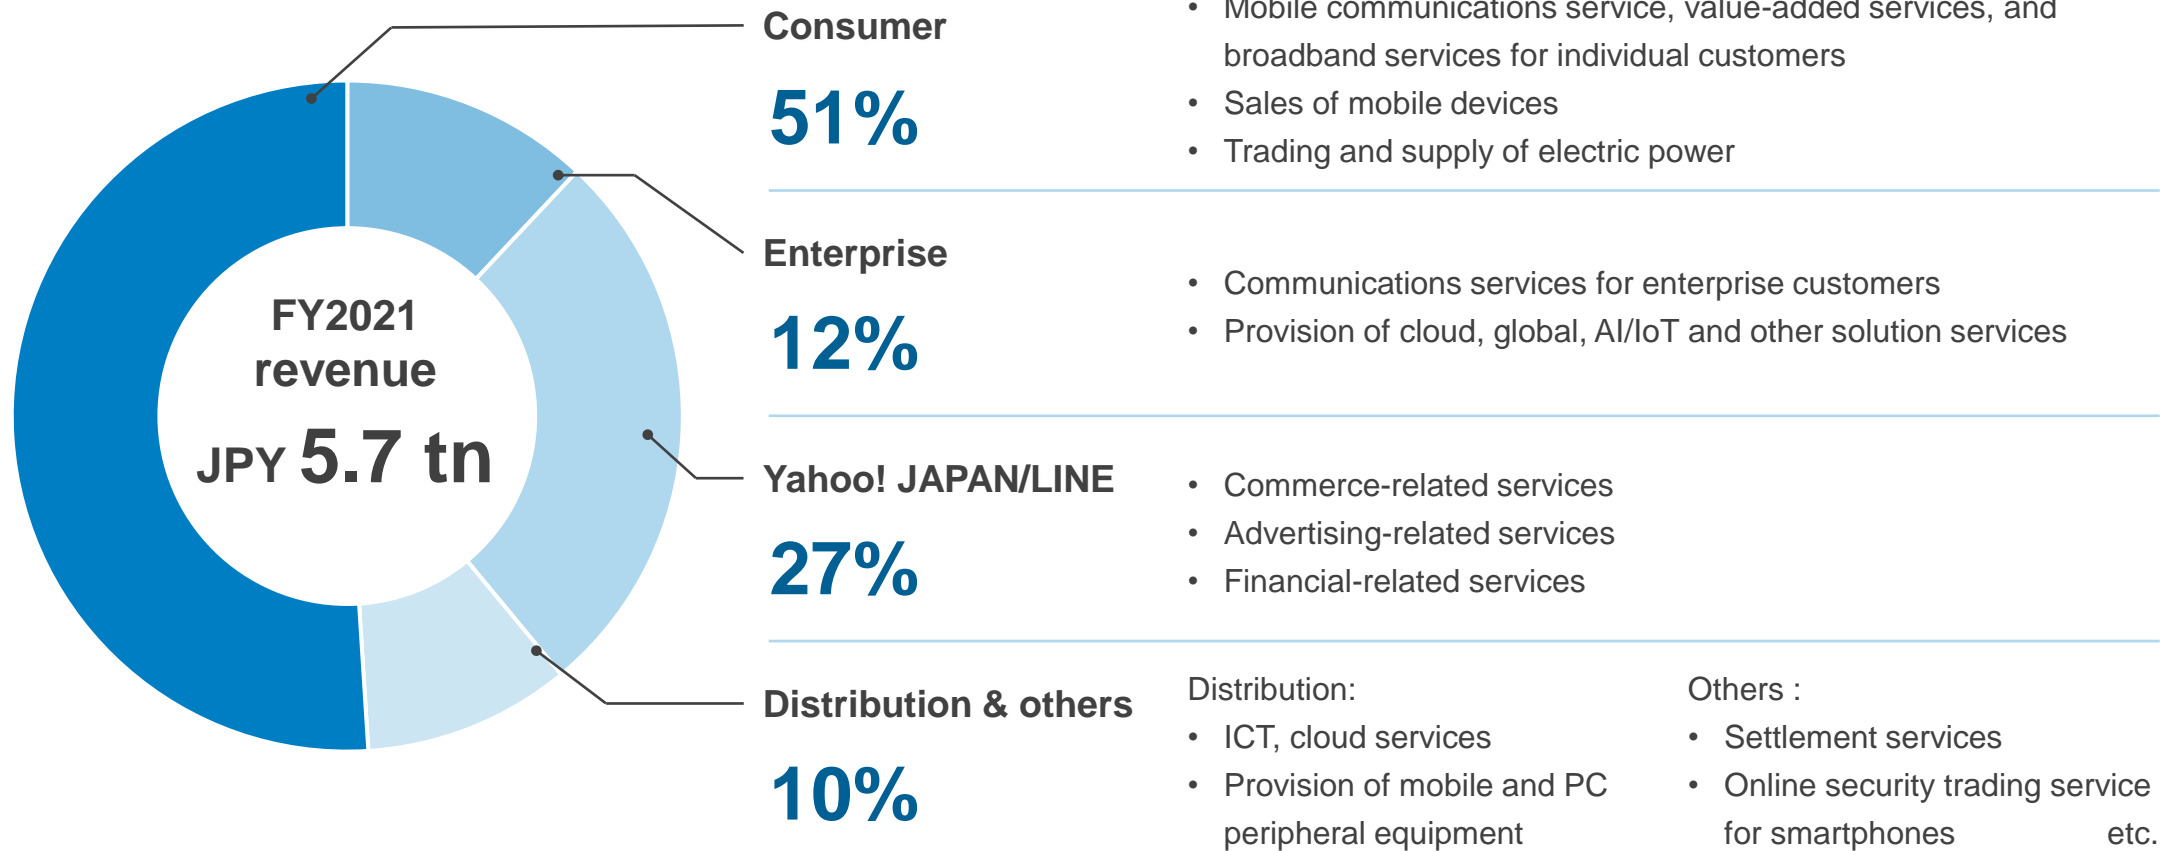 Consumer
51%
• Mobile communications service, value-added services, and
broadband services for individual customers
• Sales of mobile devices
• Trading and supply of electric power
FY2021
revenue
JPY 5.7 tn
Enterprise
12%
• Communications services for enterprise customers
• Provision of cloud, global, AI/IoT and other solution services
Yahoo! JAPAN/LINE
27%
• Commerce-related services
• Advertising-related services
• Financial-related services
Distribution & others
10%
Distribution:
• ICT, cloud services
• Provision of mobile and PC
peripheral equipment
Others :
• Settlement services
• Online security trading service
for smartphones etc.